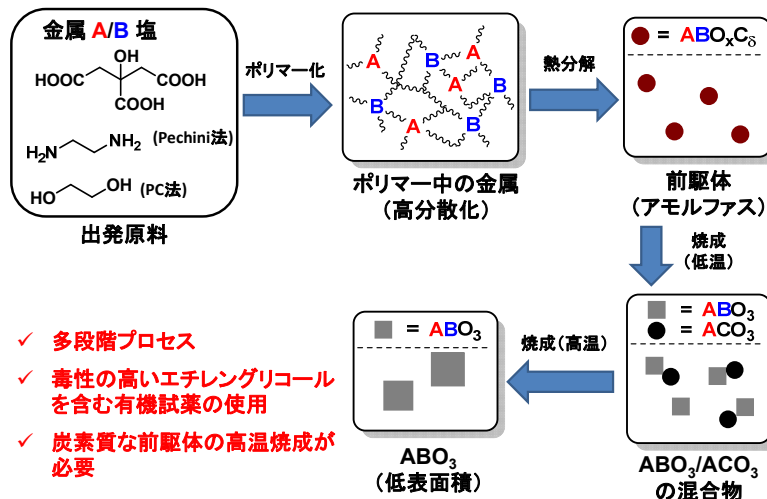 金属 A/B 塩
OH
HOOC
COOH
COOH
H2N
NH2
(Pechini法)
HO
OH
(PC法)
出発原料
ポリマー化
A
B
A
B
A
B
A
B
ポリマー中の金属
(高分散化)
熱分解
= ABOxCδ
前駆体
(アモルファス)
焼成
(低温)
= ABO3
= ACO3
ABO3/ACO3
の混合物
焼成(高温)
= ABO3
ABO3
(低表面積)
✓ 多段階プロセス
✓ 毒性の高いエチレングリコール
を含む有機試薬の使用
✓ 炭素質な前駆体の高温焼成が
必要